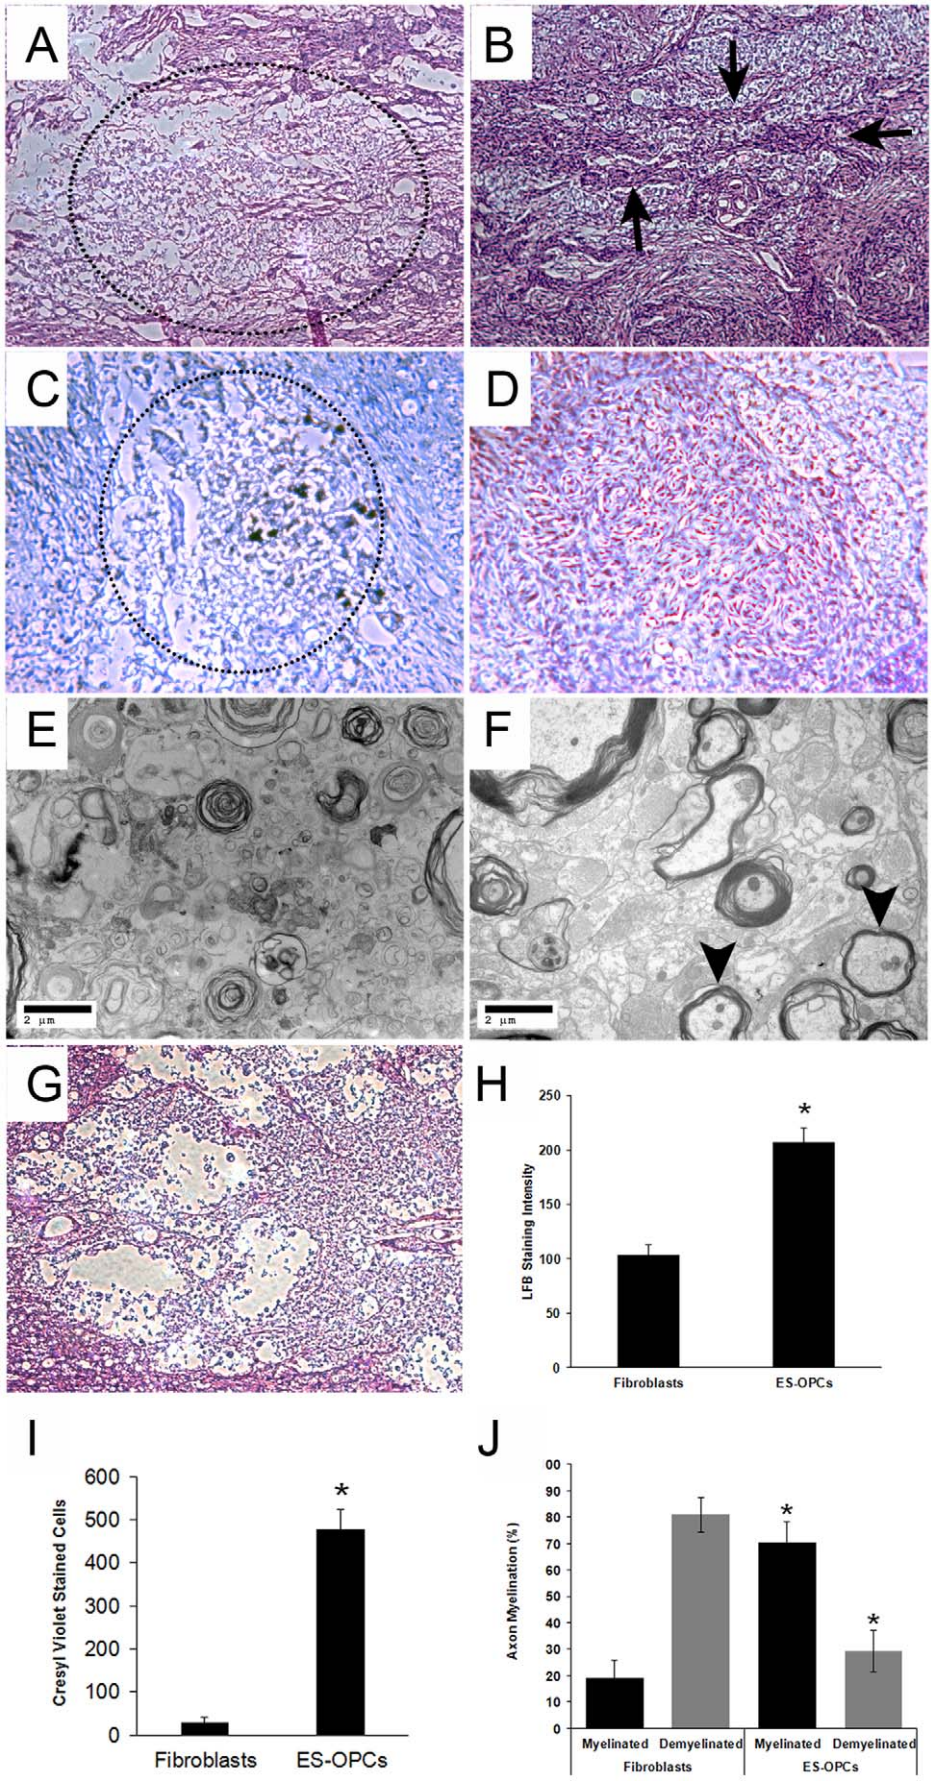 A
B
C
D
E
F
2 µm
2 µm
G
H
250
200
150
100
50
0
LFB Staining Intensity
*
Fibroblasts
ES-OPCs
I
600
500
400
300
200
100
0
Cresyl Violet Stained Cells
*
Fibroblasts
ES-OPCs
J
00
90
80
70
60
50
40
30
20
10
0
Axon Myelination (%)
*
*
Myelinated Demyelinated Myelinated Demyelinated
Fibroblasts ES-OPCs